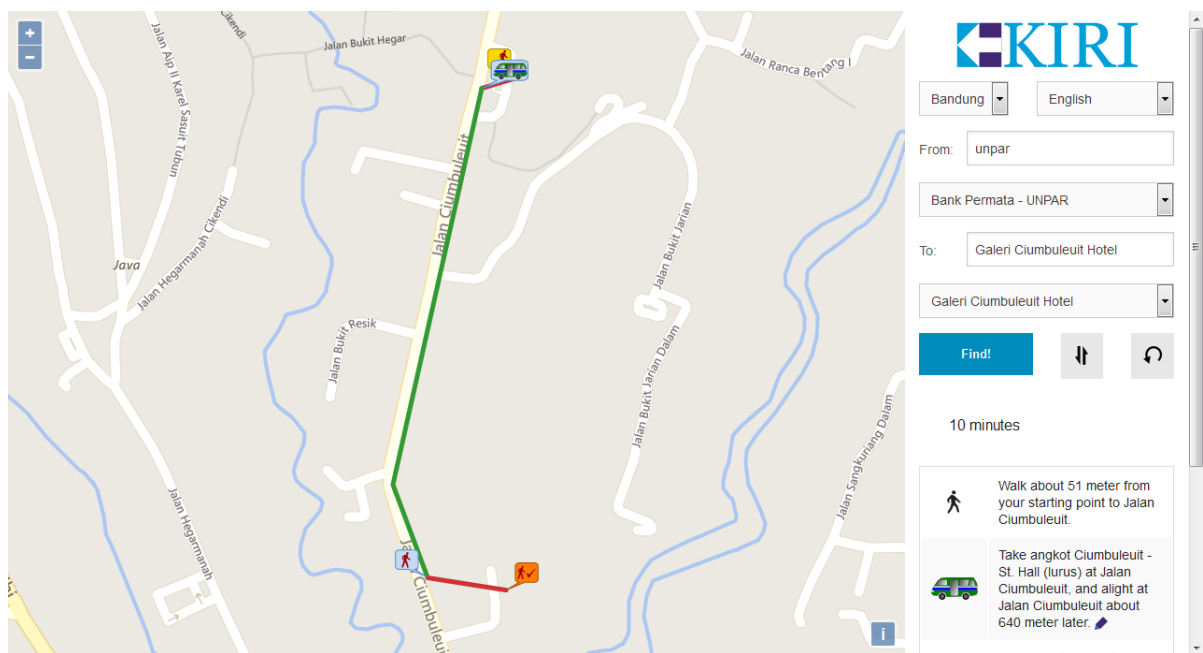 +
−
Jalan Aip II Karel Sasuit Tubun
Cikendi
Jalan Bukit Hegar
Jalan Ranca Bentang I
Jalan Ciumbuleuit
Java
Jalan Hegarmanah Cikendi
Jalan Bukit Jarian
Jalan Bukit Resik
Jalan Bukit Jarian Dalam
Jalan Sangkuriang Dalam
Jalan Hegarmanah
Jalan Ciumbuleuit
i
KIRI
Bandung
English
From:
unpar
Bank Permata - UNPAR
To:
Galeri Ciumbuleuit Hotel
Galeri Ciumbuleuit Hotel
Find!
10 minutes
Walk about 51 meter from
your starting point to Jalan
Ciumbuleuit.
Take angkot Ciumbuleuit -
St. Hall (lurus) at Jalan
Ciumbuleuit, and alight at
Jalan Ciumbuleuit about
640 meter later.